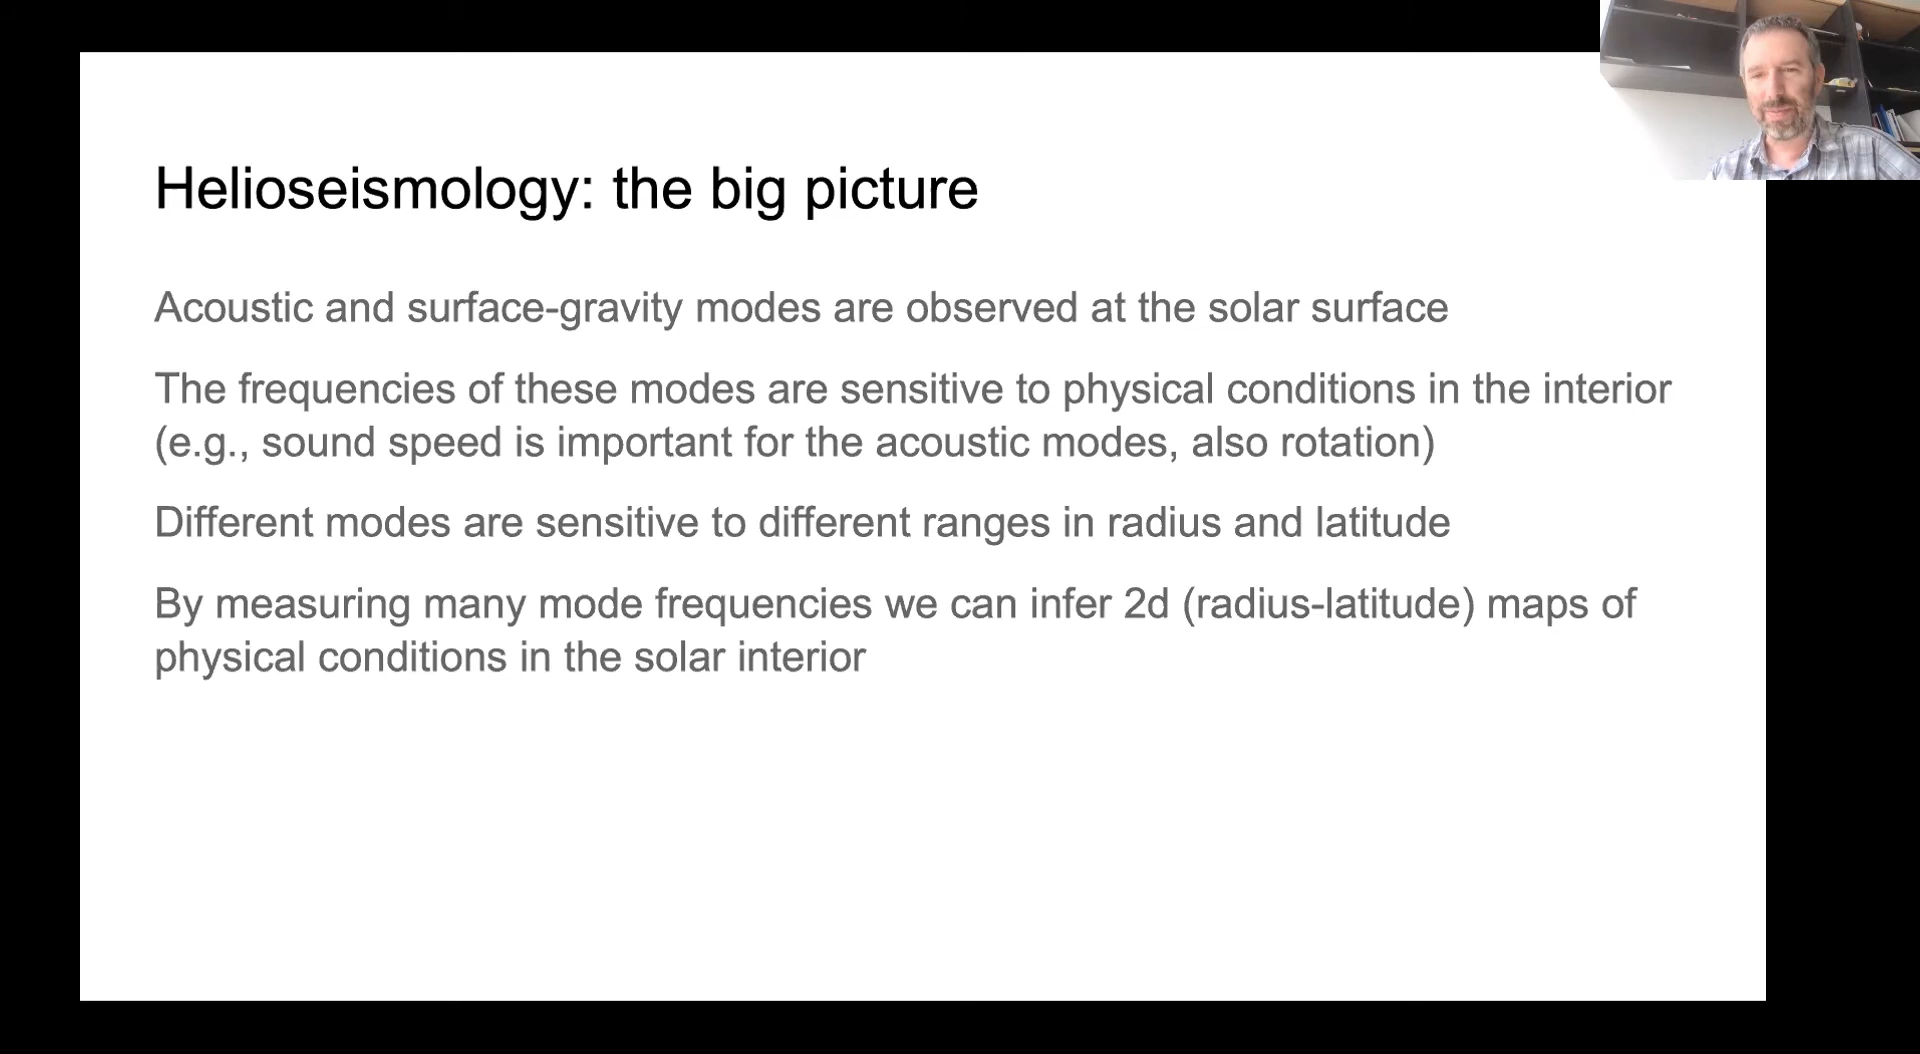 Helioseismology: the big picture
Acoustic and surface-gravity modes are observed at the solar surface
The frequencies of these modes are sensitive to physical conditions in the interior
(e.g., sound speed is important for the acoustic modes, also rotation)
Different modes are sensitive to different ranges in radius and latitude
By measuring many mode frequencies we can infer 2d (radius-latitude) maps of
physical conditions in the solar interior